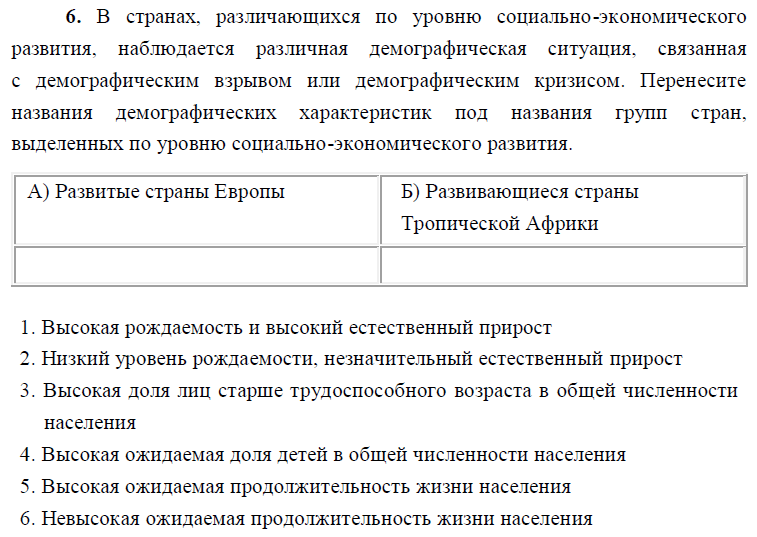 6. В странах, различающихся по уровню социально-экономического
развития, наблюдается различная демографическая ситуация, связанная
с демографическим взрывом или демографическим кризисом. Перенесите
названия демографических характеристик под названия групп стран,
выделенных по уровню социально-экономического развития.
А) Развитые страны Европы
Б) Развивающиеся страны
Тропической Африки
1. Высокая рождаемость и высокий естественный прирост
2. Низкий уровень рождаемости, незначительный естественный прирост
3. Высокая доля лиц старше трудоспособного возраста в общей численности
населения
4. Высокая ожидаемая доля детей в общей численности населения
5. Высокая ожидаемая продолжительность жизни населения
6. Невысокая ожидаемая продолжительность жизни населения